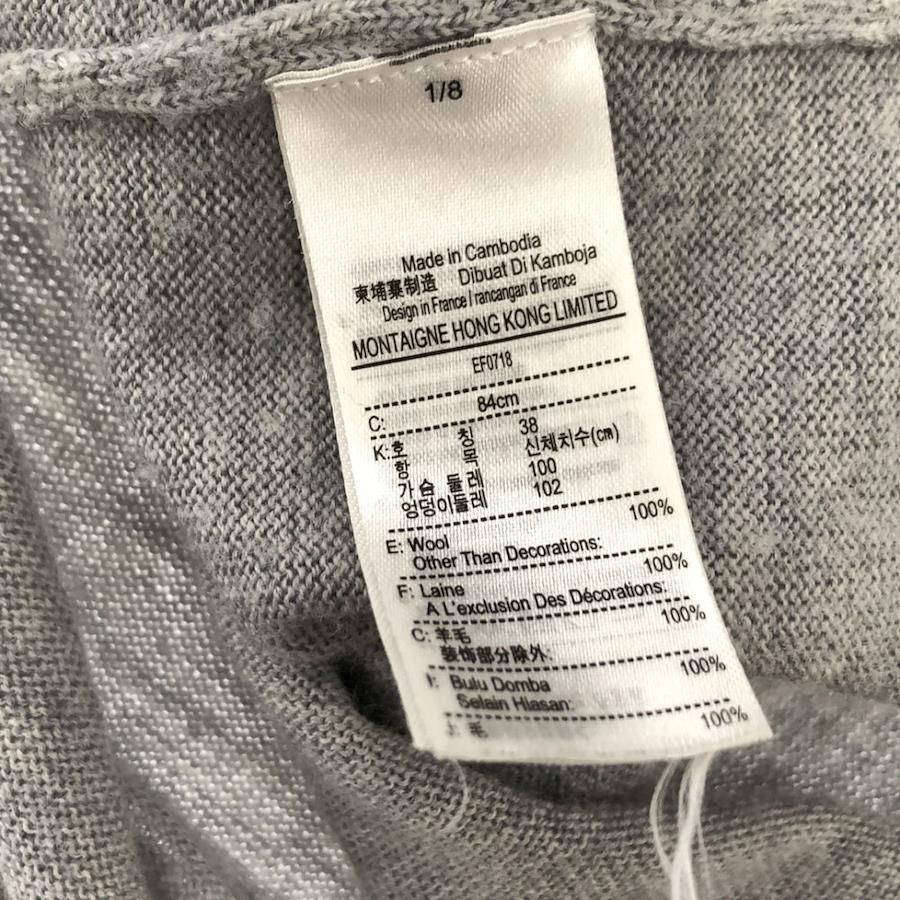 1/8
Made in Cambodia
柬埔寨制造 Dibuat Di Kamboja
Design in France / rancangan di France
MONTAIGNE HONG KONG LIMITED
EF0718
C: 84cm
K:호 칭 38
항 목 신체치수(㎝)
가슴 둘레 100
엉덩이둘레 102
E: Wool 100%
Other Than Decorations:
F: Laine 100%
A L'exclusion Des Décorations:
C: 羊毛 100%
装饰部分除外:
I: Bulu Domba 100%
Selain Hiasan:
J: 毛 100%